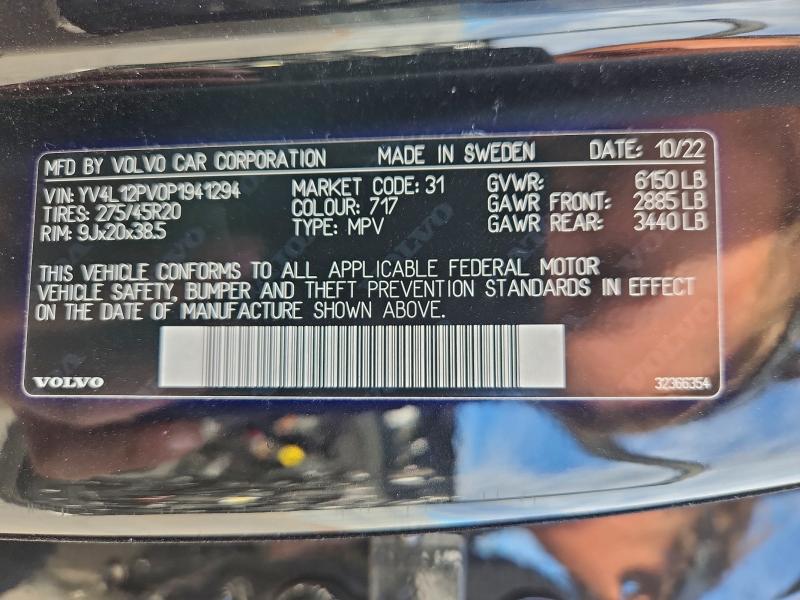 MFD BY VOLVO CAR CORPORATION MADE IN SWEDEN DATE: 10/22
VIN: YV4L12PV0P1941294 MARKET CODE: 31 GVWR: 6150 LB
TIRES: 275/45R20 COLOUR: 717 GAWR FRONT: 2885 LB
RIM: 9Jx20x38.5 TYPE: MPV GAWR REAR: 3440 LB
THIS VEHICLE CONFORMS TO ALL APPLICABLE FEDERAL MOTOR
VEHICLE SAFETY, BUMPER AND THEFT PREVENTION STANDARDS IN EFFECT
ON THE DATE OF MANUFACTURE SHOWN ABOVE.
VOLVO 32366354